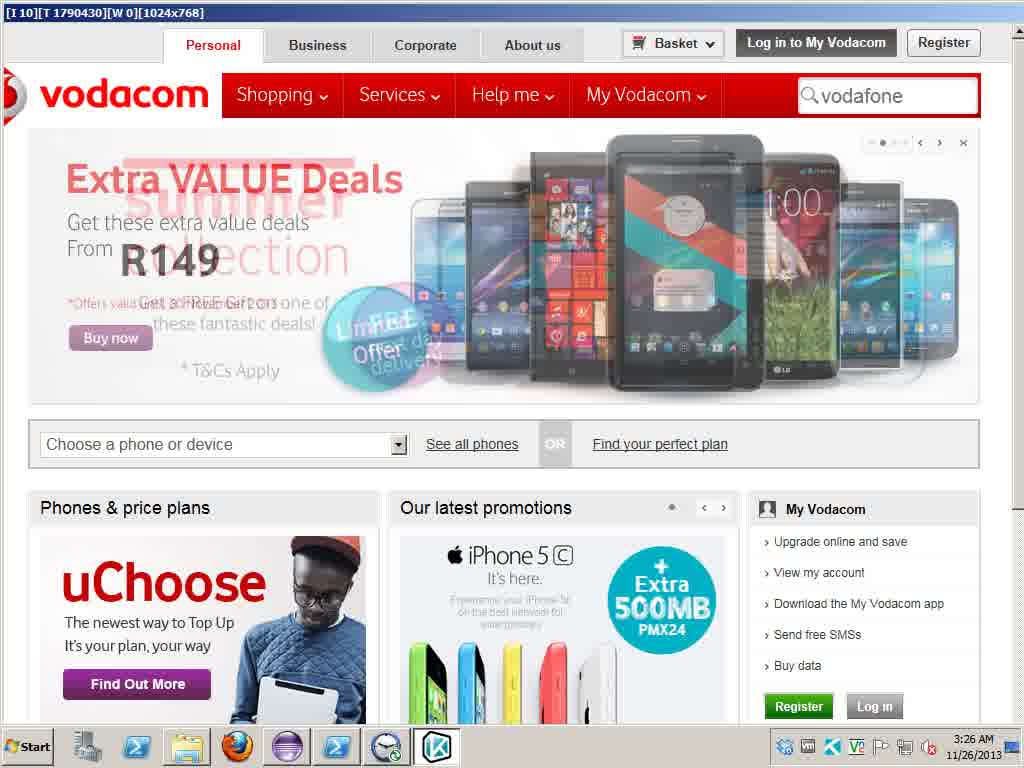 [I 10][T 1790430][W 0][1024x768]
Personal
Business
Corporate
About us
Basket
Log in to My Vodacom
Register
vodacom
Shopping
Services
Help me
My Vodacom
vodafone
Extra VALUE Deals
summer
Get these extra value deals
From R149
collection
*Offers valid
Get a FREE Gift on one of
these fantastic deals!
Buy now
* T&Cs Apply
Limited
Offer
FREE
delivery
1:00
LG
Choose a phone or device
See all phones
OR
Find your perfect plan
Phones & price plans
uChoose
The newest way to Top Up
It's your plan, your way
Find Out More
Our latest promotions
iPhone 5C
It's here.
Experience your iPhone 5c
on the best network for
smartphones
+
Extra
500MB
PMX24
My Vodacom
Upgrade online and save
View my account
Download the My Vodacom app
Send free SMSs
Buy data
Register
Log in
Start
3:26 AM
11/26/2013